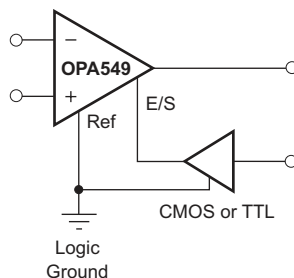 −
OPA549
+
Ref
E/S
CMOS or TTL
Logic
Ground